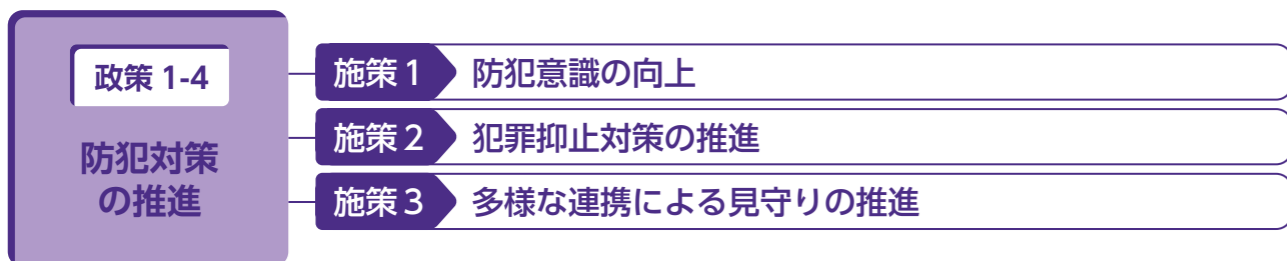 政策 1-4
防犯対策
の推進
施策 1 防犯意識の向上
施策 2 犯罪抑止対策の推進
施策 3 多様な連携による見守りの推進